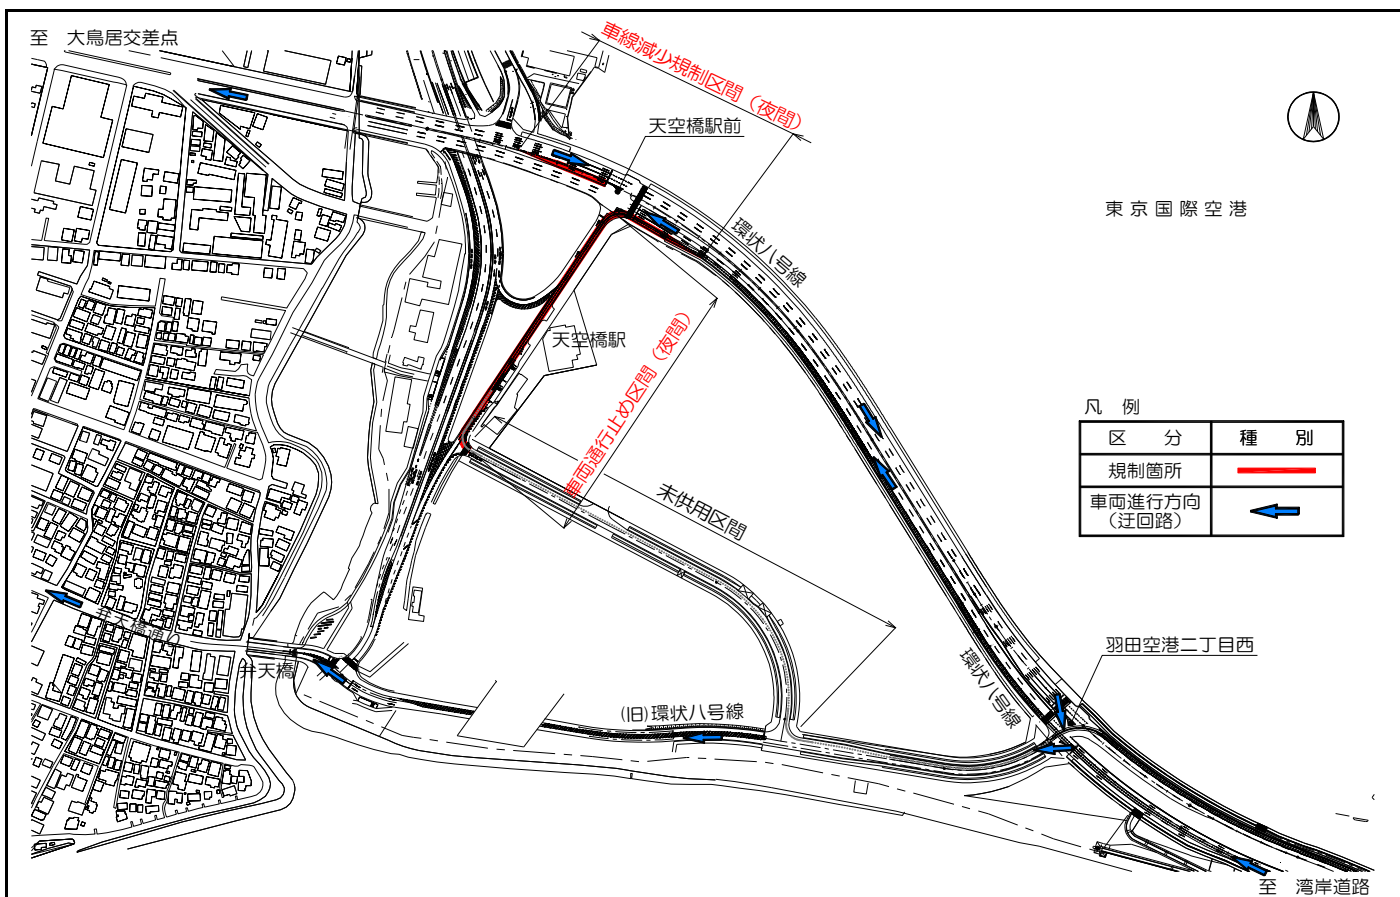 至 大鳥居交差点
車線減少規制区間（夜間）
天空橋駅前
東京国際空港
環状八号線
天空橋駅
車両通行止め区間（夜間）
凡 例
区 分 種 別
規制箇所
車両進行方向
（迂回路）
未供用区間
弁天橋通り
弁天橋
羽田空港二丁目西
環状八号線
(旧)環状八号線
至 湾岸道路